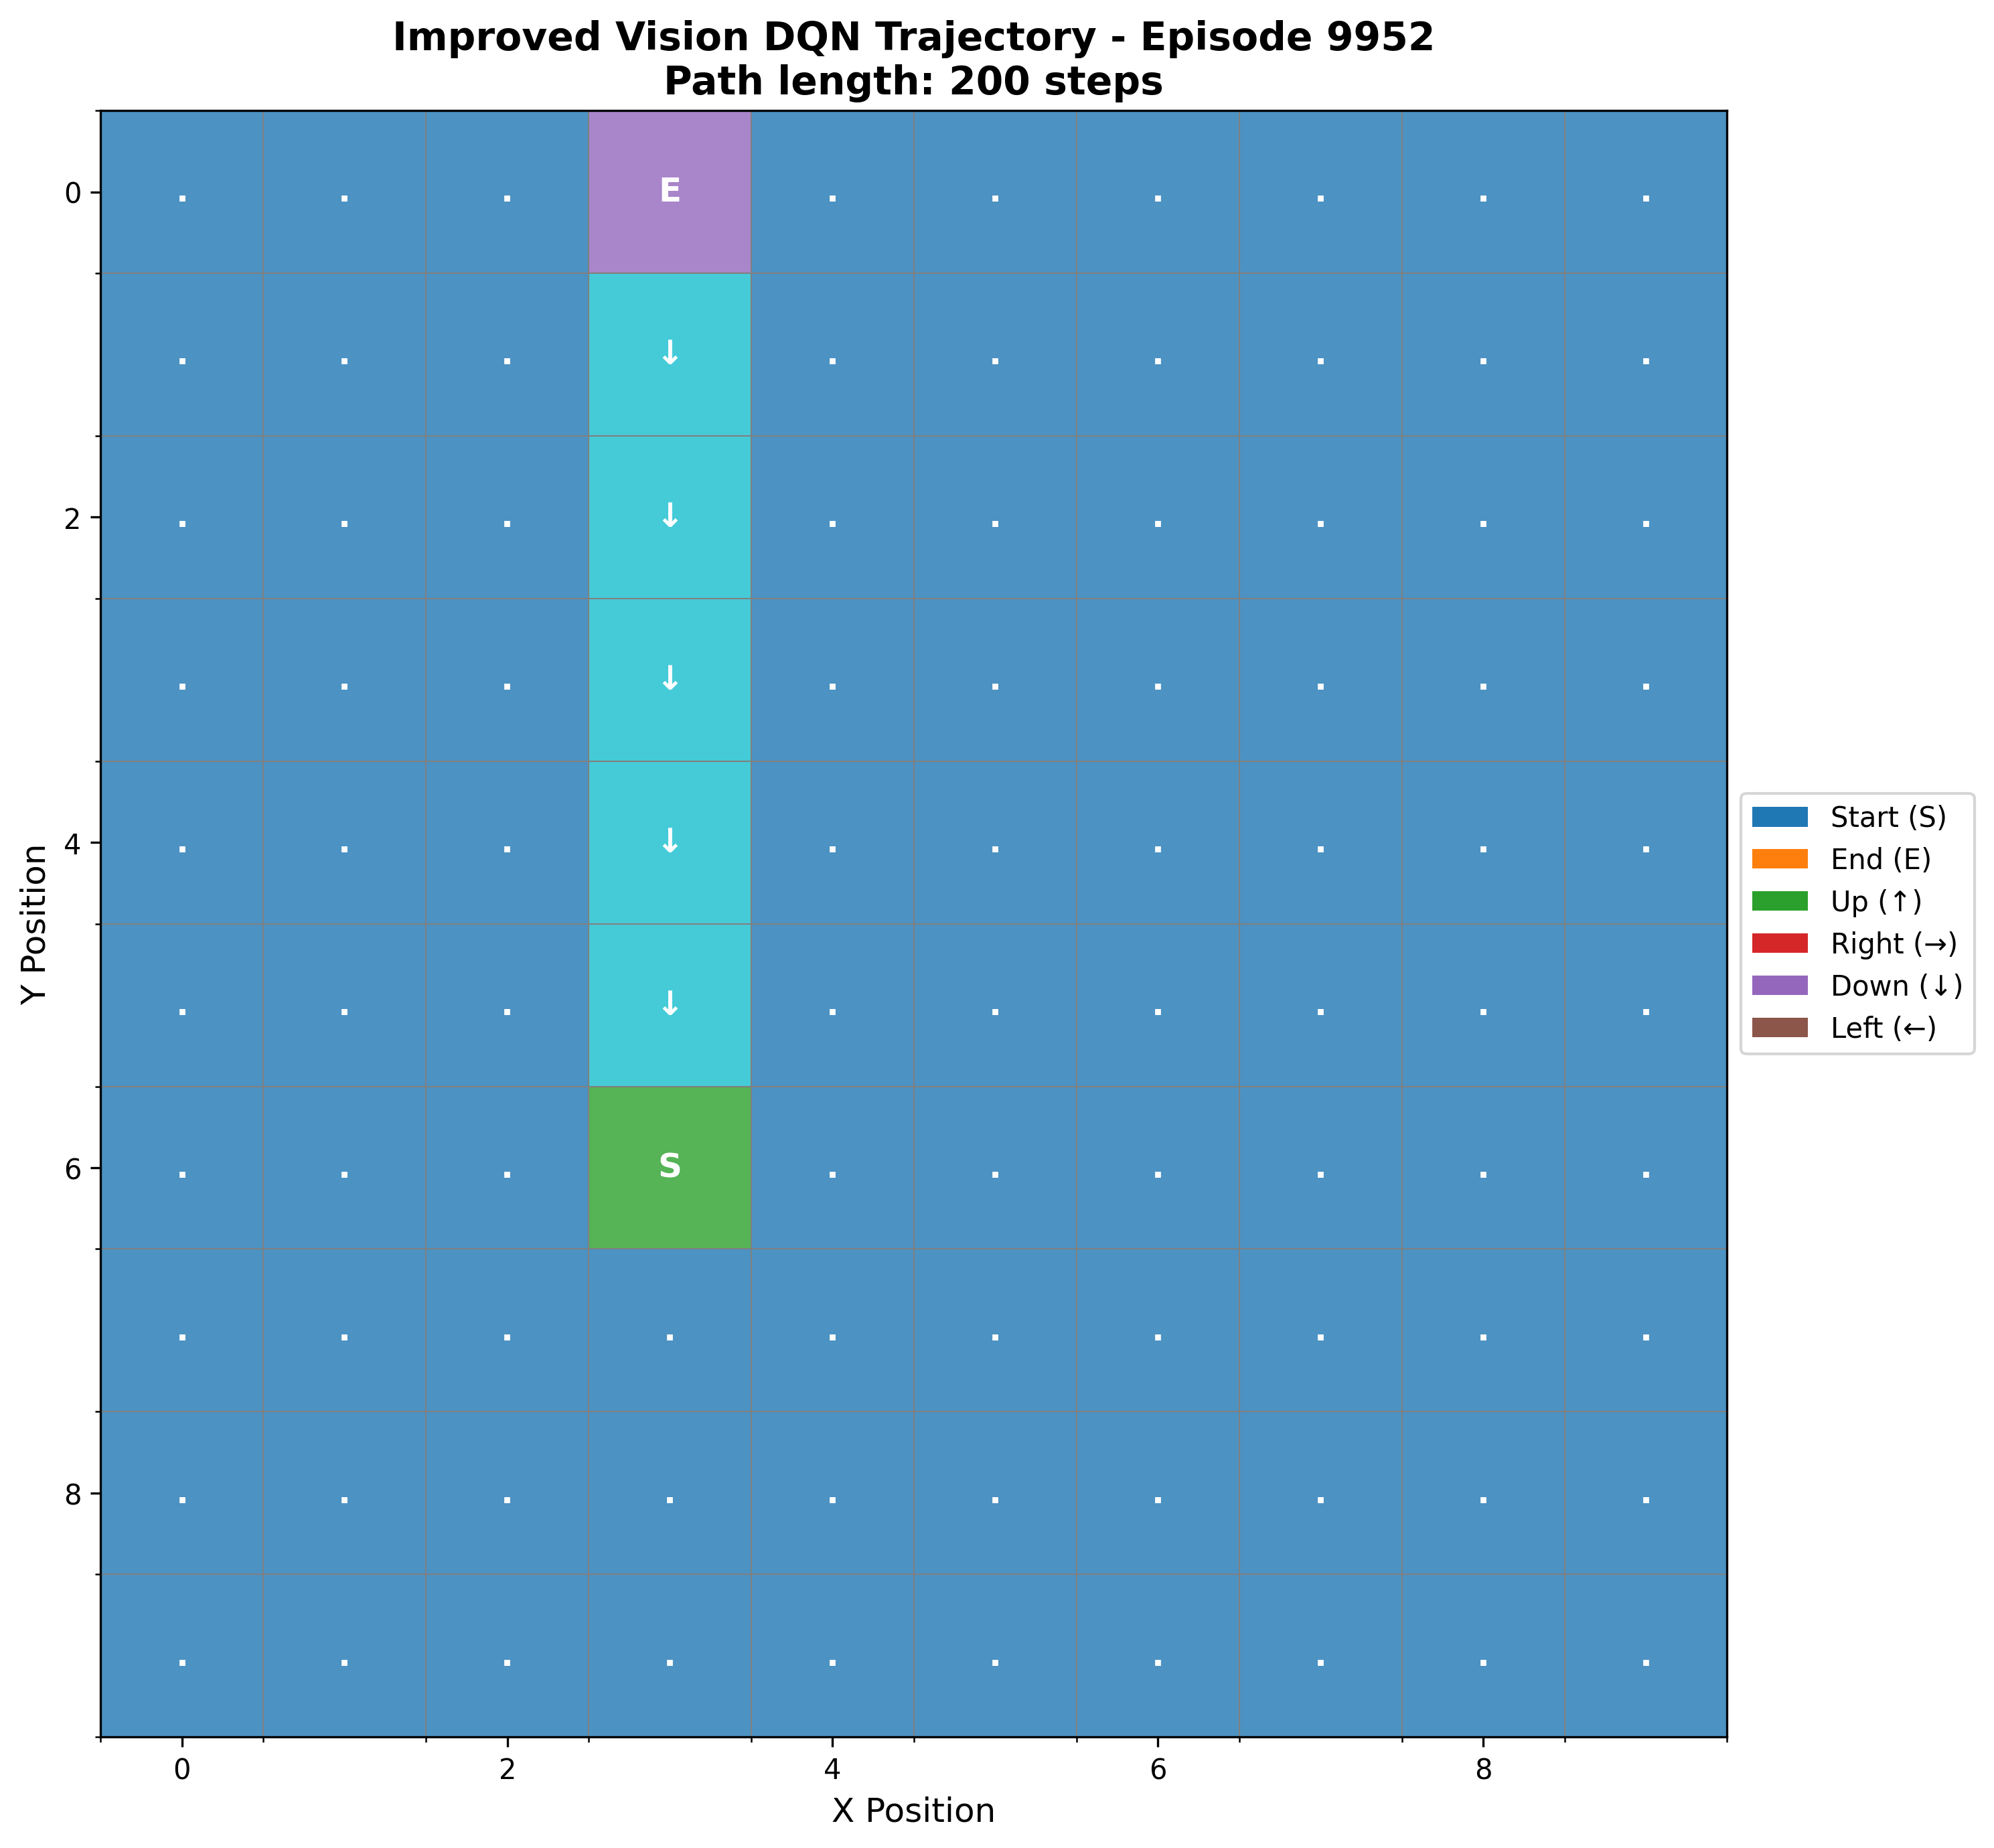 Improved Vision DQN Trajectory - Episode 9952
Path length: 200 steps
0 . . . E . . . . . .
. . . ↓ . . . . . .
2 . . . ↓ . . . . . .
. . . ↓ . . . . . .
4 . . . ↓ . . . . . .
. . . ↓ . . . . . .
6 . . . S . . . . . .
. . . . . . . . . .
8 . . . . . . . . . .
. . . . . . . . . .
0 2 4 6 8
X Position
Y Position
Start (S)
End (E)
Up (↑)
Right (→)
Down (↓)
Left (←)